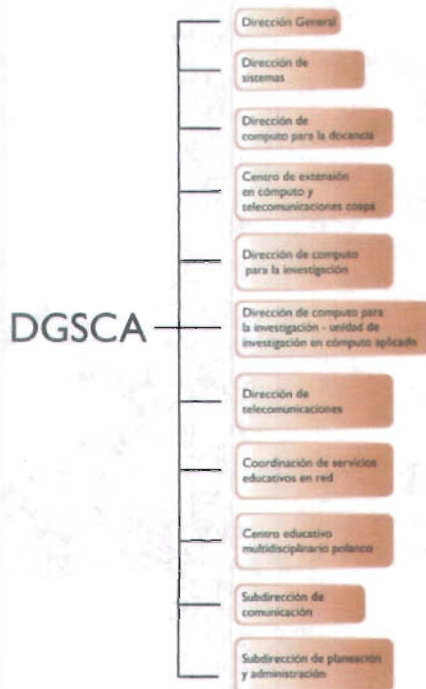 Dirección General
Dirección de
sistemas
Dirección de
computo para la docencia
Centro de extensión
en cómputo y
telecomunicaciones coapa
Dirección de computo
para la investigación
DGSCA
Dirección de computo para
la investigación - unidad de
investigación en cómputo aplicado
Dirección de
telecomunicaciones
Coordinación de servicios
educativos en red
Centro educativo
multidisciplinario polanco
Subdirección de
comunicación
Subdirección de planeación
y administración